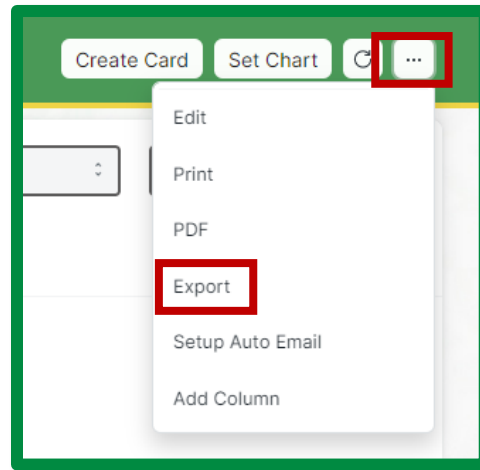 Create Card Set Chart ...
Edit
Print
PDF
Export
Setup Auto Email
Add Column